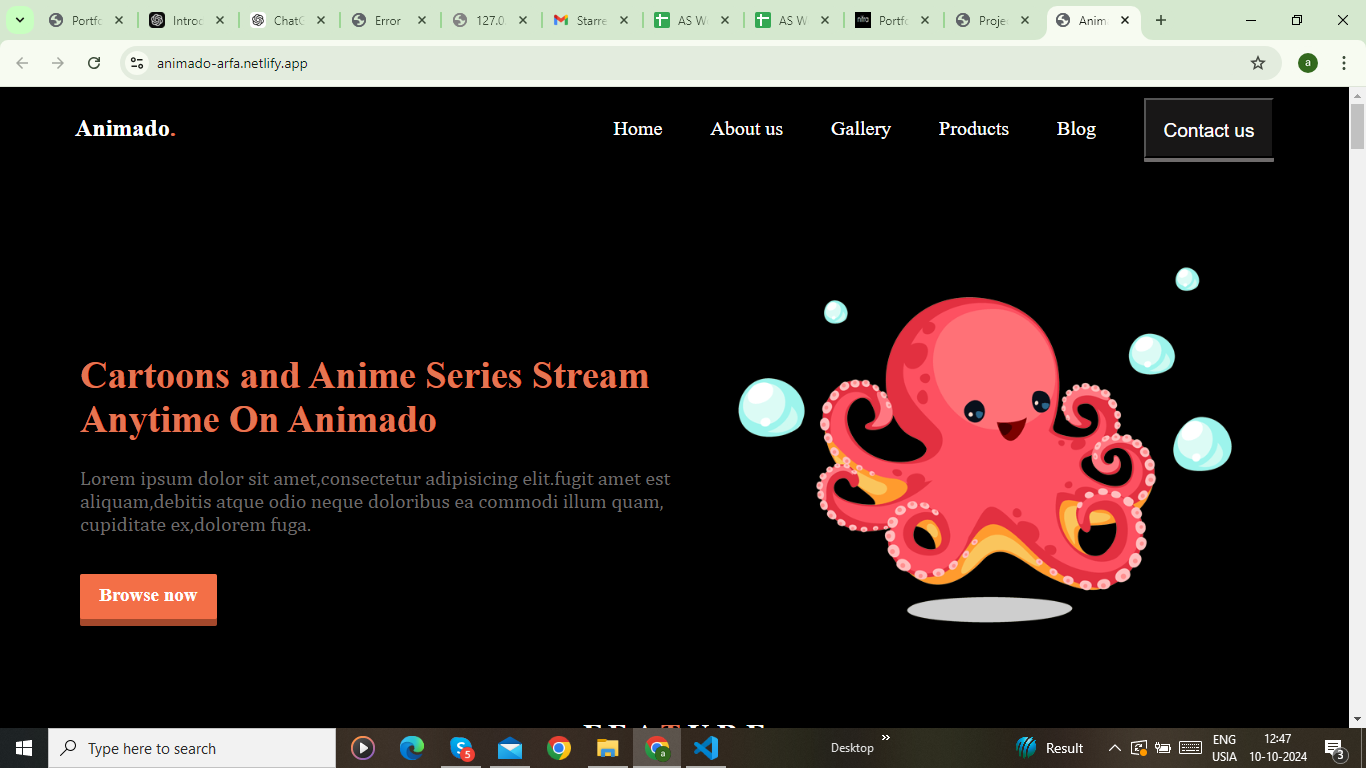 Portfo
Introc
ChatG
Error
127.0
Starre
AS W
AS W
nitro
Portfo
Proje
Anim
animado-arfa.netlify.app
a
Animado.
Home
About us
Gallery
Products
Blog
Contact us
Cartoons and Anime Series Stream
Anytime On Animado
Lorem ipsum dolor sit amet,consectetur adipisicing elit.fugit amet est
aliquam,debitis atque odio neque doloribus ea commodi illum quam,
cupiditate ex,dolorem fuga.
Browse now
FEATURE
Type here to search
5
a
Desktop
Result
ENG
USIA
12:47
10-10-2024
3